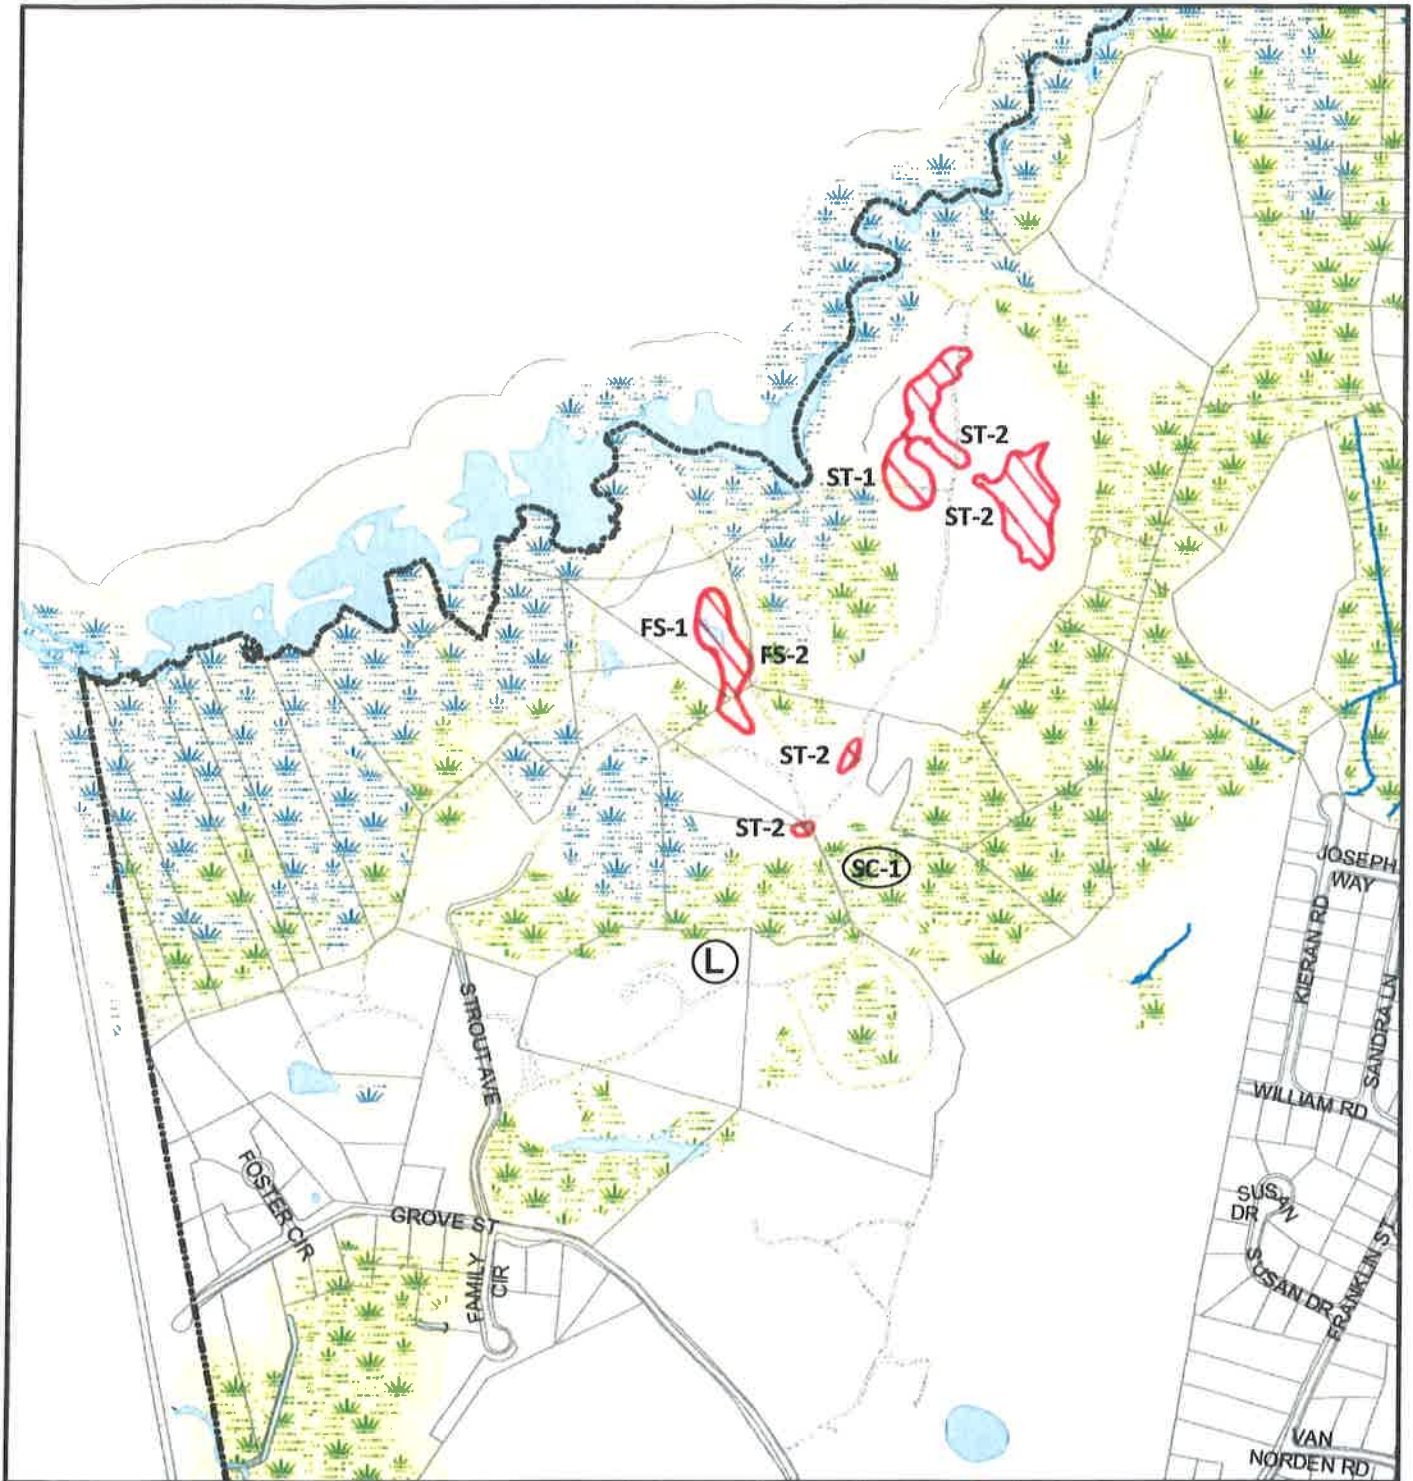 ST-2
ST-1
ST-2
FS-1
FS-2
ST-2
ST-2
SC-1
L
JOSEPH
WAY
KIERAN RD
SANDRA LN
STROUT AVE
WILLIAM RD
FOSTER CIR
GROVE ST
FAMILY
CIR
SUSAN
DR
SUSAN DR
FRANKLIN ST
VAN
NORDEN RD